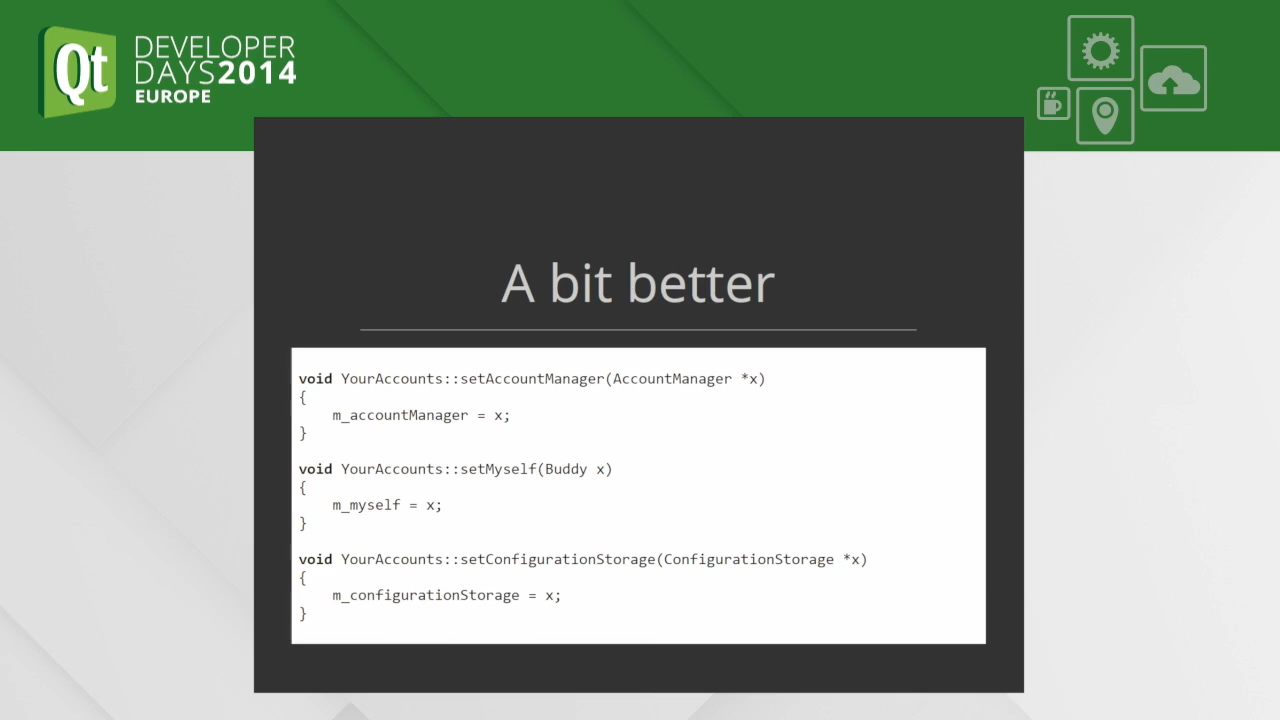 Qt
DEVELOPER
DAYS2014
EUROPE
A bit better
void YourAccounts::setAccountManager(AccountManager *x)
{
    m_accountManager = x;
}
void YourAccounts::setMyself(Buddy x)
{
    m_myself = x;
}
void YourAccounts::setConfigurationStorage(ConfigurationStorage *x)
{
    m_configurationStorage = x;
}